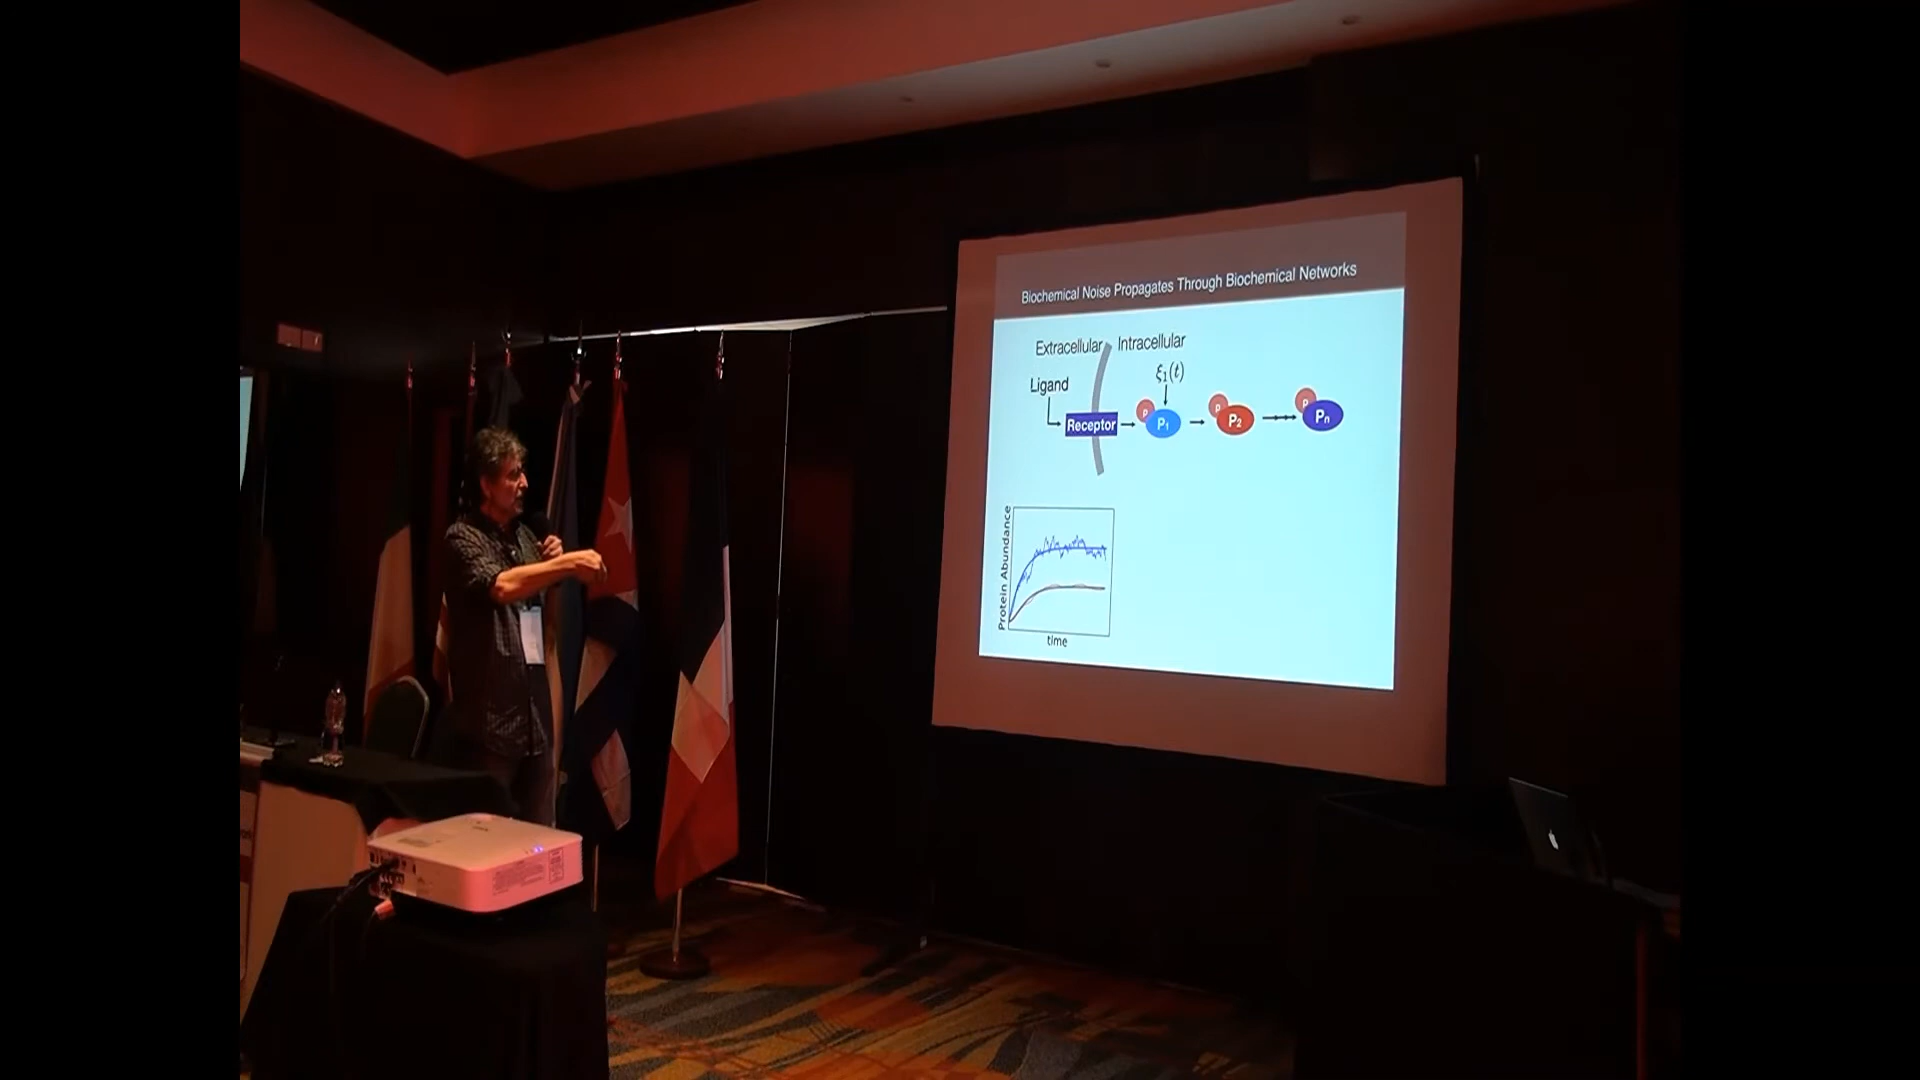 Biochemical Noise Propagates Through Biochemical Networks
Extracellular
Intracellular
ξ₁(t)
Ligand
Receptor
P
P₁
P
P₂
P
Pₙ
Protein Abundance
time